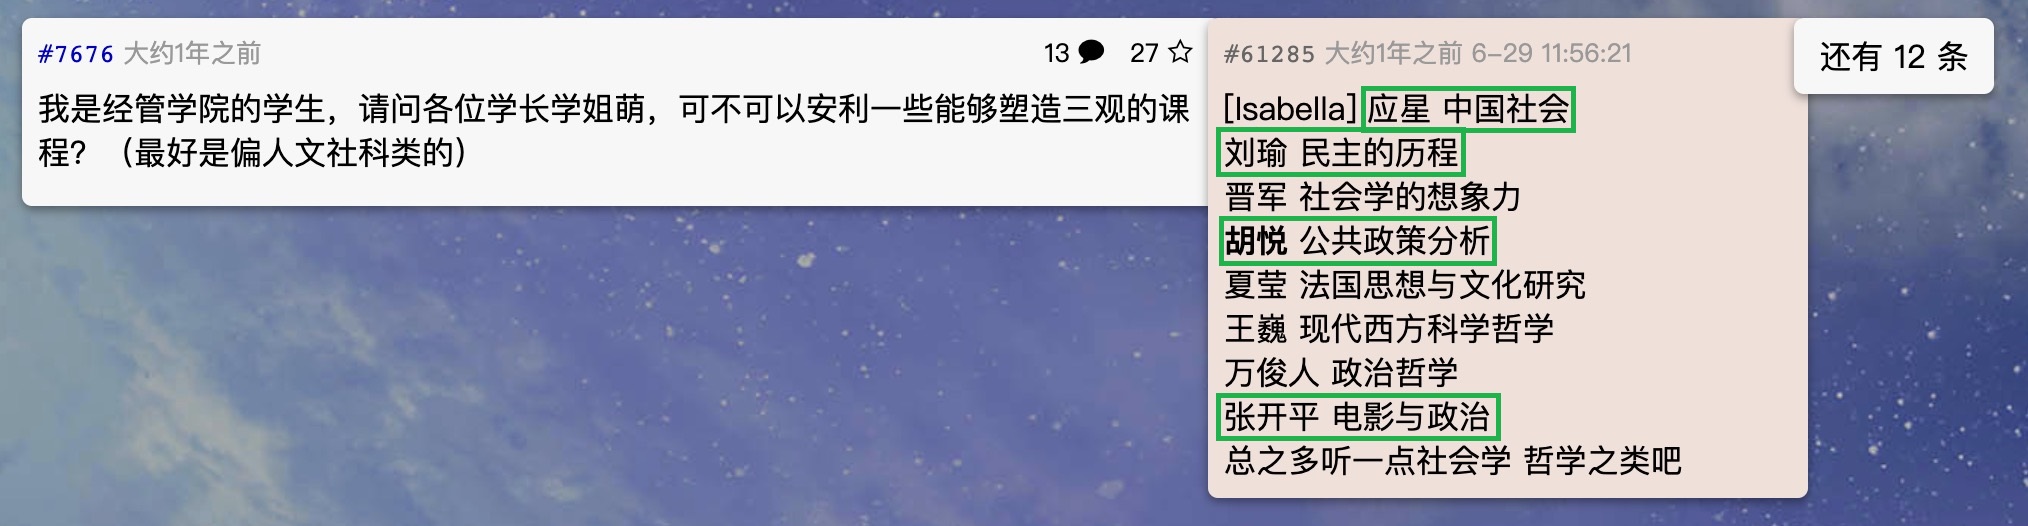 #7676 大约1年之前 13 27
我是经管学院的学生，请问各位学长学姐萌，可不可以安利一些能够塑造三观的课
程？（最好是偏人文社科类的）
#61285 大约1年之前 6-29 11:56:21
[Isabella] 应星 中国社会
刘瑜 民主的历程
晋军 社会学的想象力
胡悦 公共政策分析
夏莹 法国思想与文化研究
王巍 现代西方科学哲学
万俊人 政治哲学
张开平 电影与政治
总之多听一点社会学 哲学之类吧
还有 12 条